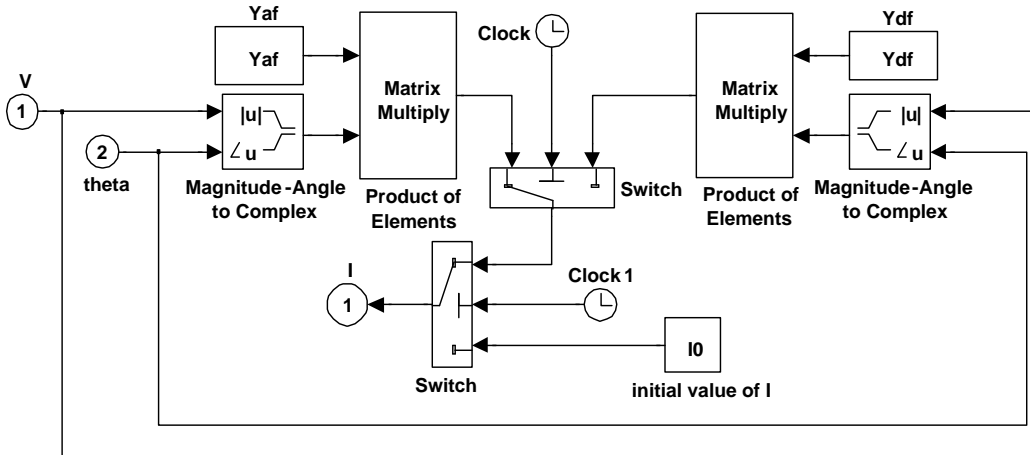 Yaf
Yaf
Clock
Ydf
Ydf
V
1
|u|
∠u
Matrix
Multiply
Matrix
Multiply
|u|
∠u
2
theta
Magnitude-Angle
to Complex
Product of
Elements
Switch
Product of
Elements
Magnitude-Angle
to Complex
I
1
Clock 1
I0
Switch
initial value of I